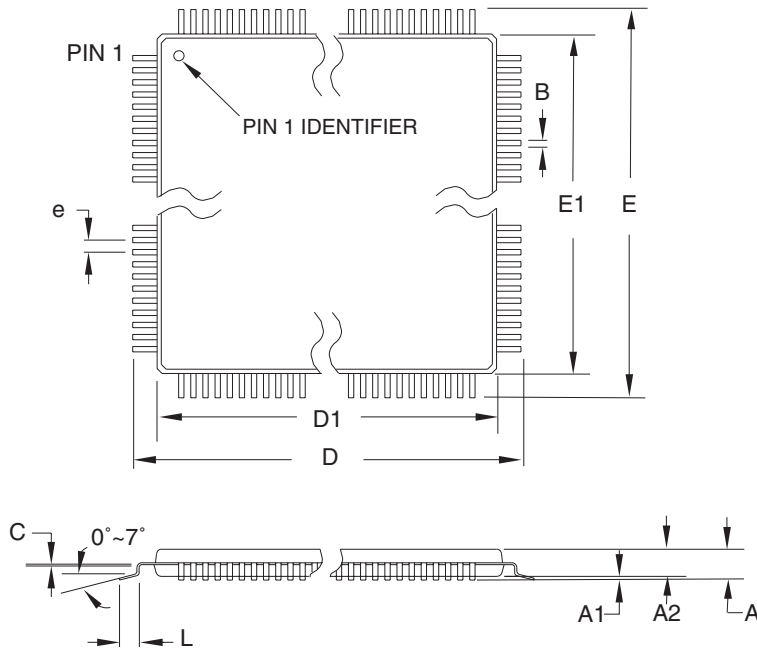 PIN 1
PIN 1 IDENTIFIER
B
e
E1
E
D1
D
C
0°~7°
L
A1
A2
A